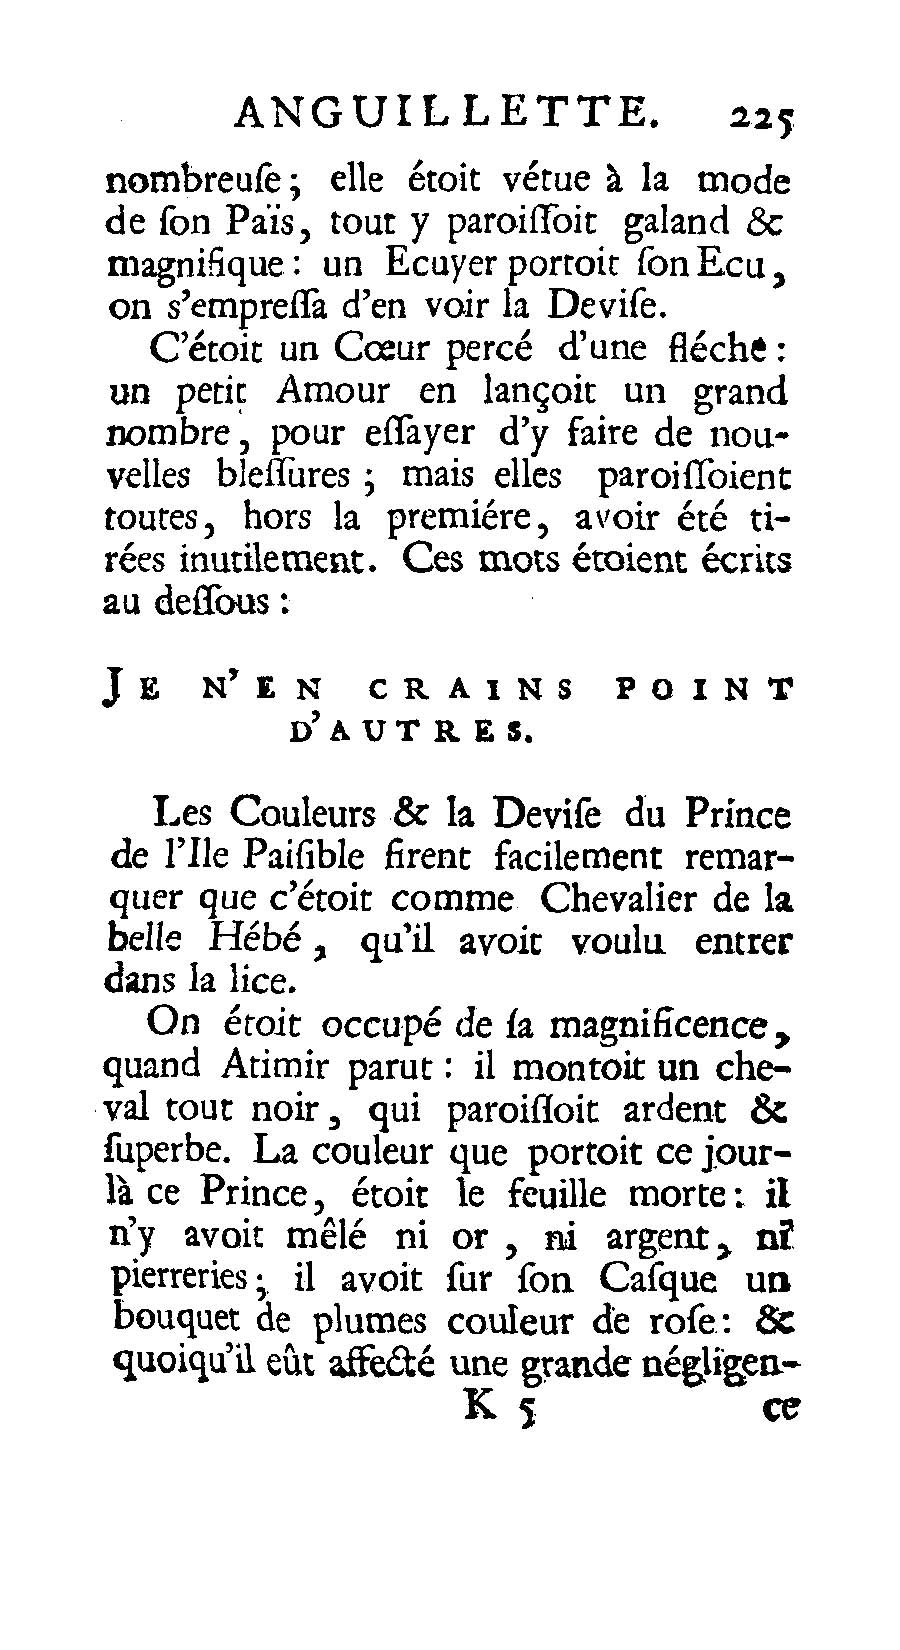 ANGUILLETTE. 225
nombreuſe; elle étoit vétue à la mode
de ſon Païs, tout y paroiſſoit galand &
magnifique: un Ecuyer portoit ſon Ecu,
on s'empreſſa d'en voir la Deviſe.
C'étoit un Cœur percé d'une fléche:
un petit Amour en lançoit un grand
nombre, pour eſſayer d'y faire de nou-
velles bleſſures; mais elles paroiſſoient
toutes, hors la premiére, avoir été ti-
rées inutilement. Ces mots étoient écrits
au deſſous:
JE N'EN CRAINS POINT
D'AUTRES.
Les Couleurs & la Deviſe du Prince
de l'Ile Paiſible firent facilement remar-
quer que c'étoit comme Chevalier de la
belle Hébé, qu'il avoit voulu entrer
dans la lice.
On étoit occupé de ſa magnificence,
quand Atimir parut: il montoit un che-
val tout noir, qui paroiſſoit ardent &
ſuperbe. La couleur que portoit ce jour-
là ce Prince, étoit le feuille morte: il
n'y avoit mêlé ni or, ni argent, ni
pierreries; il avoit ſur ſon Caſque un
bouquet de plumes couleur de roſe: &
quoiqu'il eût affecté une grande négligen-
K 5 ce